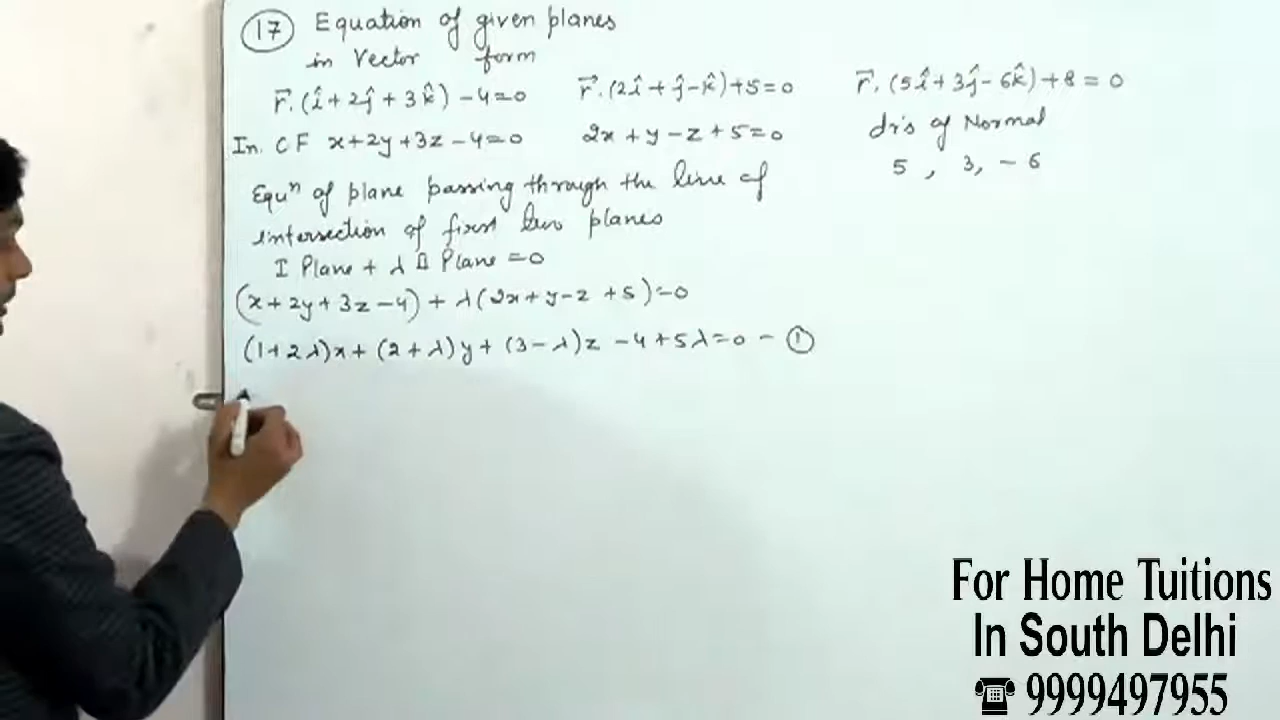 17 Equation of given planes
in Vector form
r⃗.(î+2ĵ+3k̂)-4=0
r⃗.(2î+ĵ-k̂)+5=0
r⃗.(5î+3ĵ-6k̂)+8=0
In. CF x+2y+3z-4=0
2x+y-z+5=0
dr's of Normal
5, 3, -6
Equⁿ of plane passing through the line of
intersection of first two planes
I Plane + λ II Plane =0
(x+2y+3z-4)+λ(2x+y-z+5)=0
(1+2λ)x+(2+λ)y+(3-λ)z-4+5λ=0 - ①
For Home Tuitions
In South Delhi
☎ 9999497955